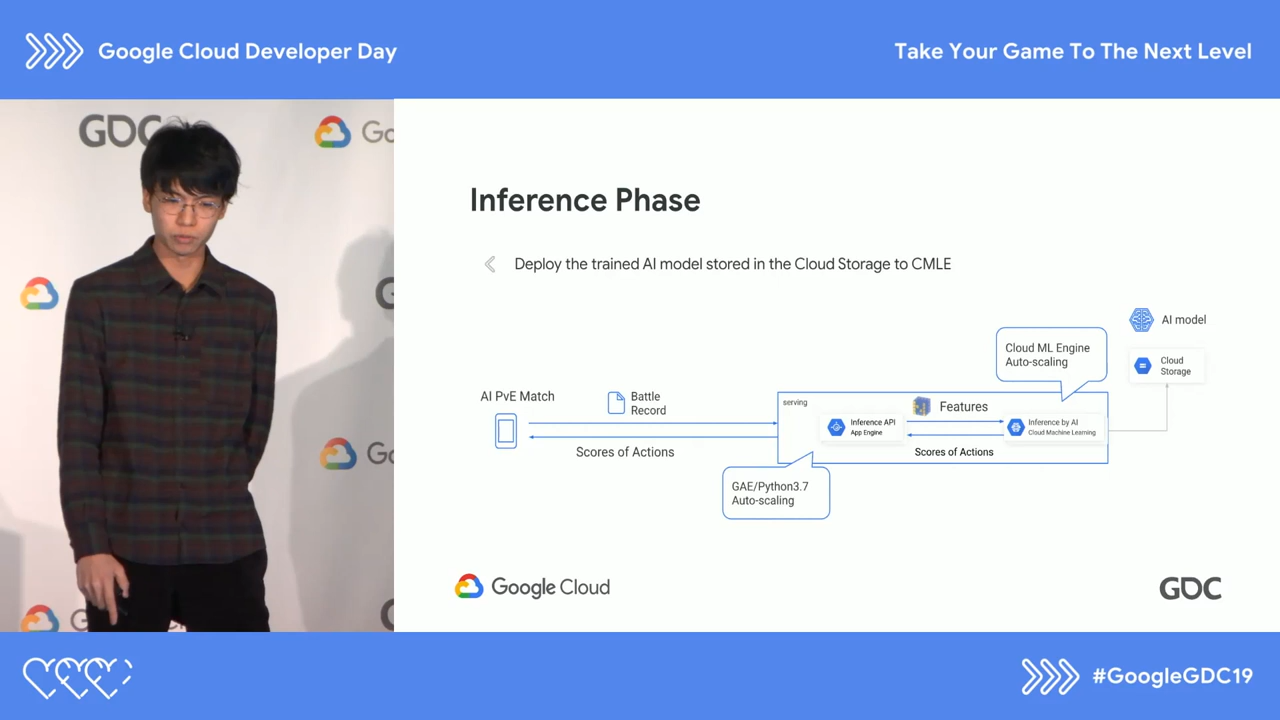 Google Cloud Developer Day
Take Your Game To The Next Level
GDC
Go
G
Go
G
Inference Phase
Deploy the trained AI model stored in the Cloud Storage to CMLE
AI model
Cloud
Storage
Cloud ML Engine
Auto-scaling
AI PvE Match
Battle
Record
Scores of Actions
serving
Inference API
App Engine
Features
Inference by AI
Cloud Machine Learning
Scores of Actions
GAE/Python3.7
Auto-scaling
Google Cloud
GDC
#GoogleGDC19